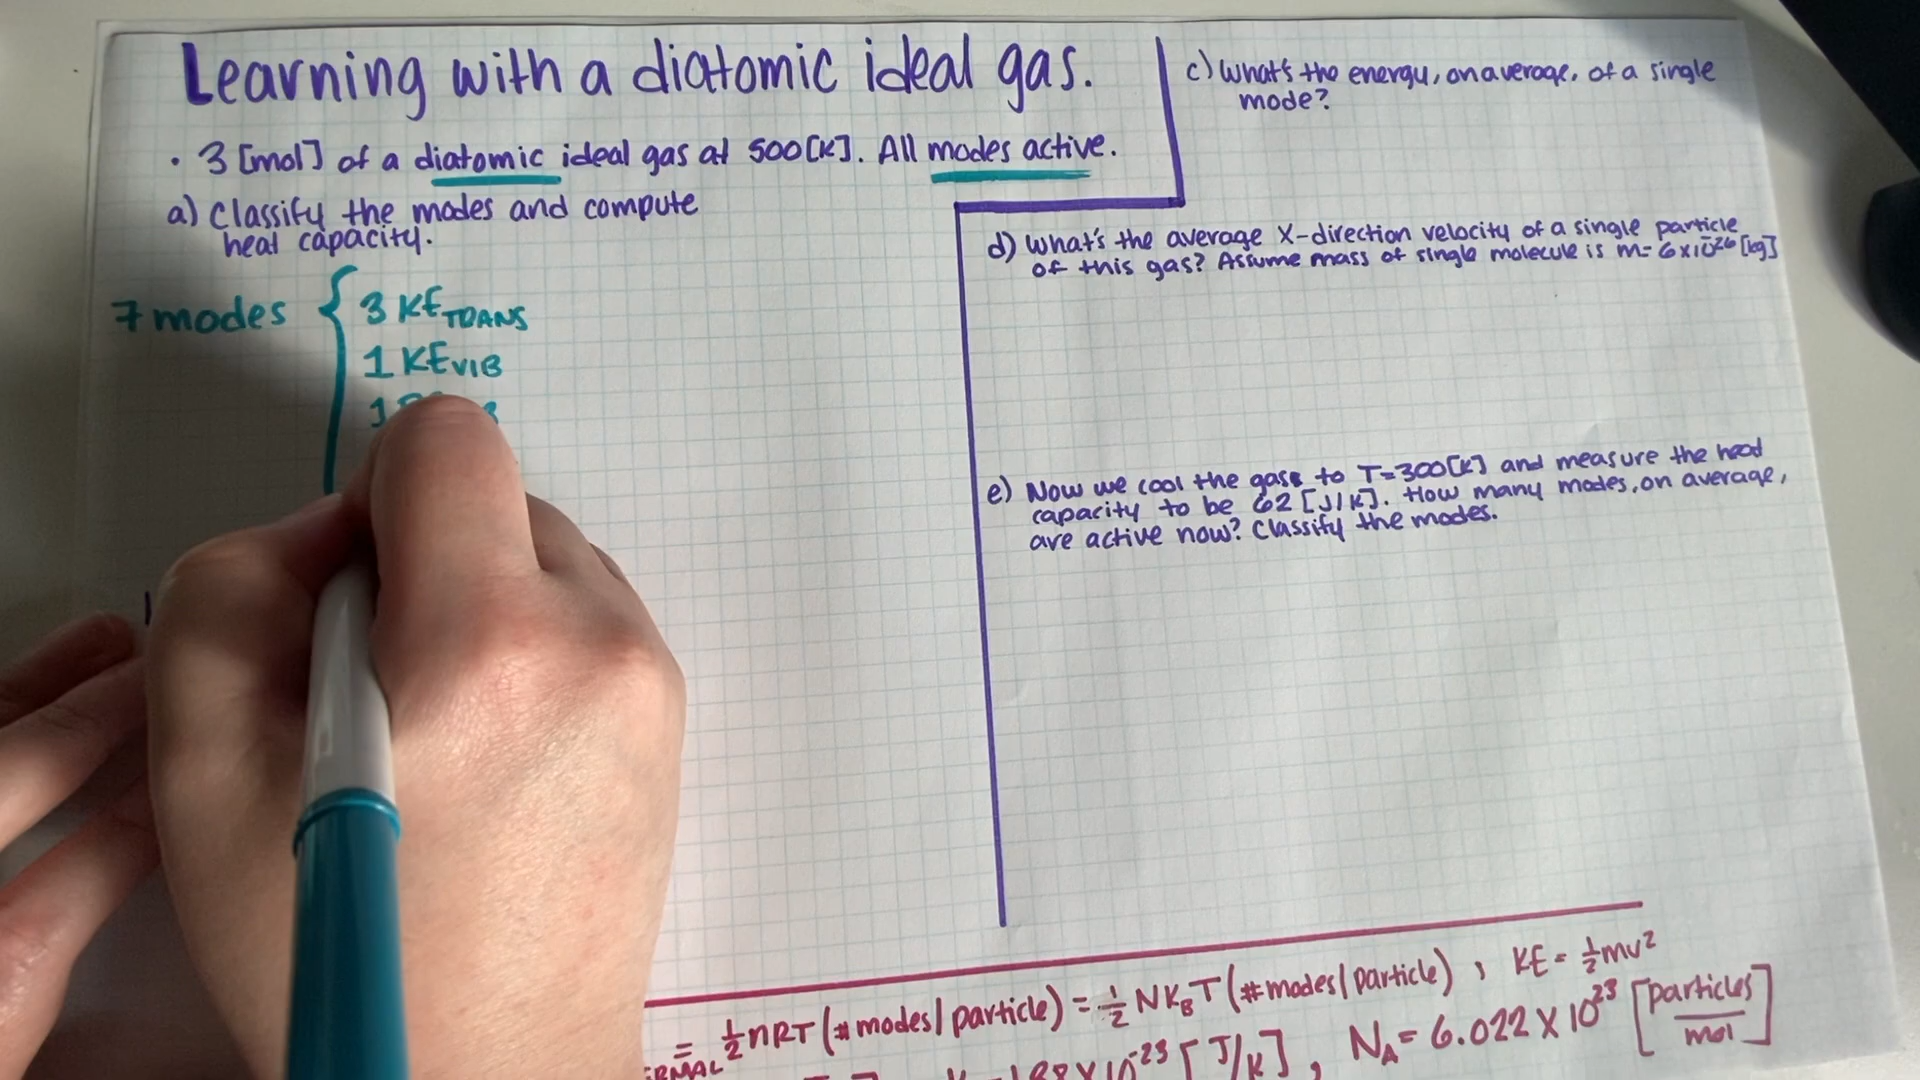 Learning with a diatomic ideal gas.
• 3 [mol] of a diatomic ideal gas at 500[K]. All modes active.
a) Classify the modes and compute
heat capacity.
7 modes { 3 KE TRANS
1 KE VIB
1
c) What's the energy, on average, of a single
mode?
d) What's the average X-direction velocity of a single particle
of this gas? Assume mass of single molecule is m= 6x10^-26 [kg]
e) Now we cool the gas to T=300[K] and measure the head
capacity to be 62 [J/K]. How many modes, on average,
are active now? Classify the modes.
= ½nRT (# modes/particle) = ½ NK_BT (#modes/particle) , KE = ½mv²
N_A = 6.022 X 10^23 [particles/mol]